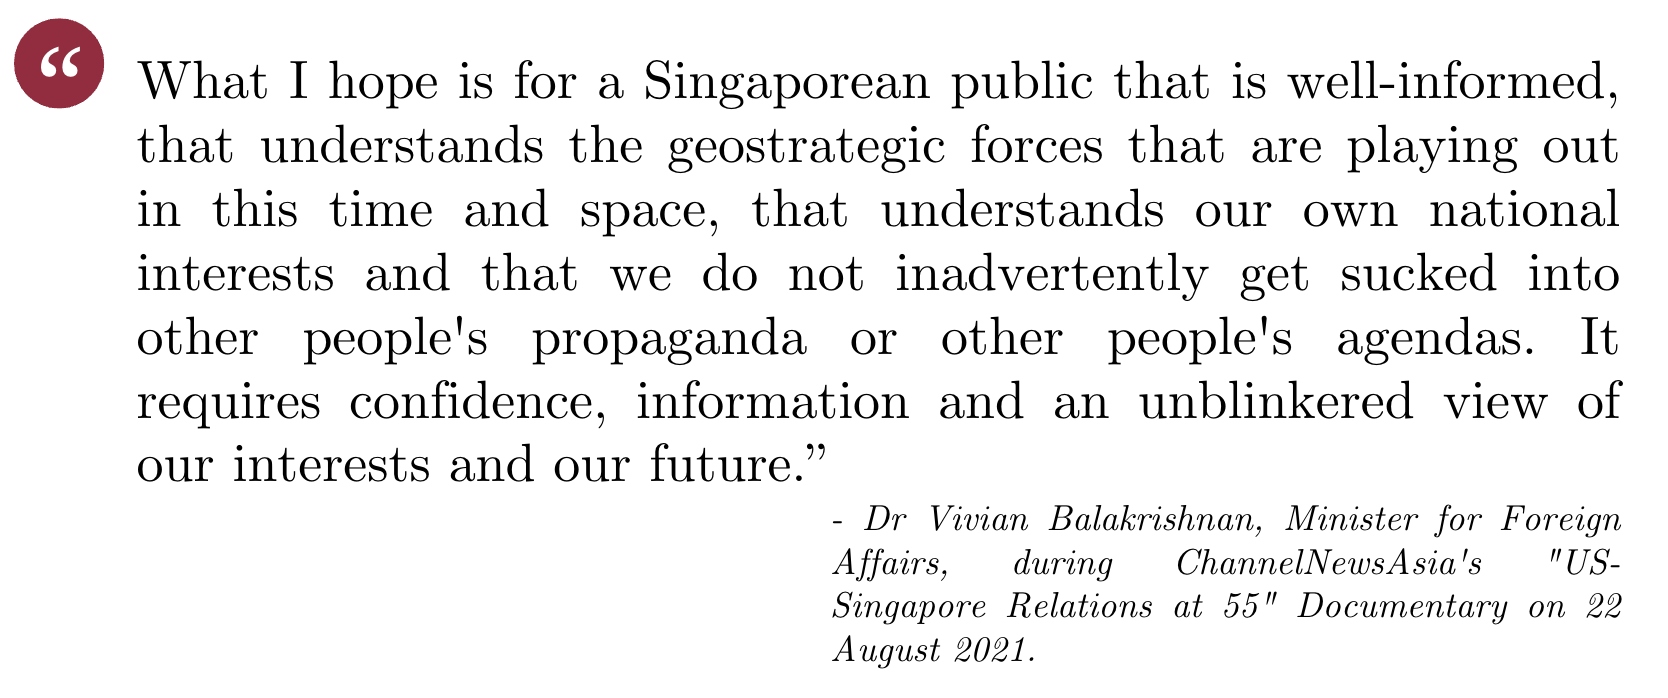 “
What I hope is for a Singaporean public that is well-informed,
that understands the geostrategic forces that are playing out
in this time and space, that understands our own national
interests and that we do not inadvertently get sucked into
other people's propaganda or other people's agendas. It
requires confidence, information and an unblinkered view of
our interests and our future.”
- Dr Vivian Balakrishnan, Minister for Foreign
Affairs, during ChannelNewsAsia's "US-
Singapore Relations at 55" Documentary on 22
August 2021.